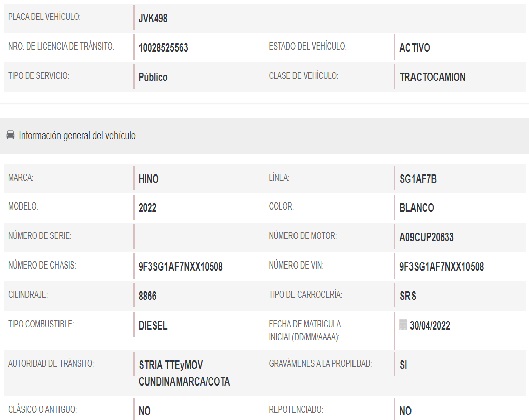 PLACA DEL VEHÍCULO: JVK498
NRO. DE LICENCIA DE TRÁNSITO: 10028525563 ESTADO DEL VEHÍCULO: ACTIVO
TIPO DE SERVICIO: Público CLASE DE VEHÍCULO: TRACTOCAMION
Información general del vehículo
MARCA: HINO LÍNEA: SG1AF7B
MODELO: 2022 COLOR: BLANCO
NÚMERO DE SERIE: NÚMERO DE MOTOR: A09CUP20633
NÚMERO DE CHASIS: 9F3SG1AF7NXX10508 NÚMERO DE VIN: 9F3SG1AF7NXX10508
CILINDRAJE: 8866 TIPO DE CARROCERÍA: SRS
TIPO COMBUSTIBLE: DIESEL FECHA DE MATRICULA 30/04/2022
INICIAL(DD/MM/AAAA):
AUTORIDAD DE TRÁNSITO: STRIA TTEyMOV GRAVAMENES A LA PROPIEDAD: SI
CUNDINAMARCA/COTA
CLÁSICO O ANTIGUO: NO REPOTENCIADO: NO